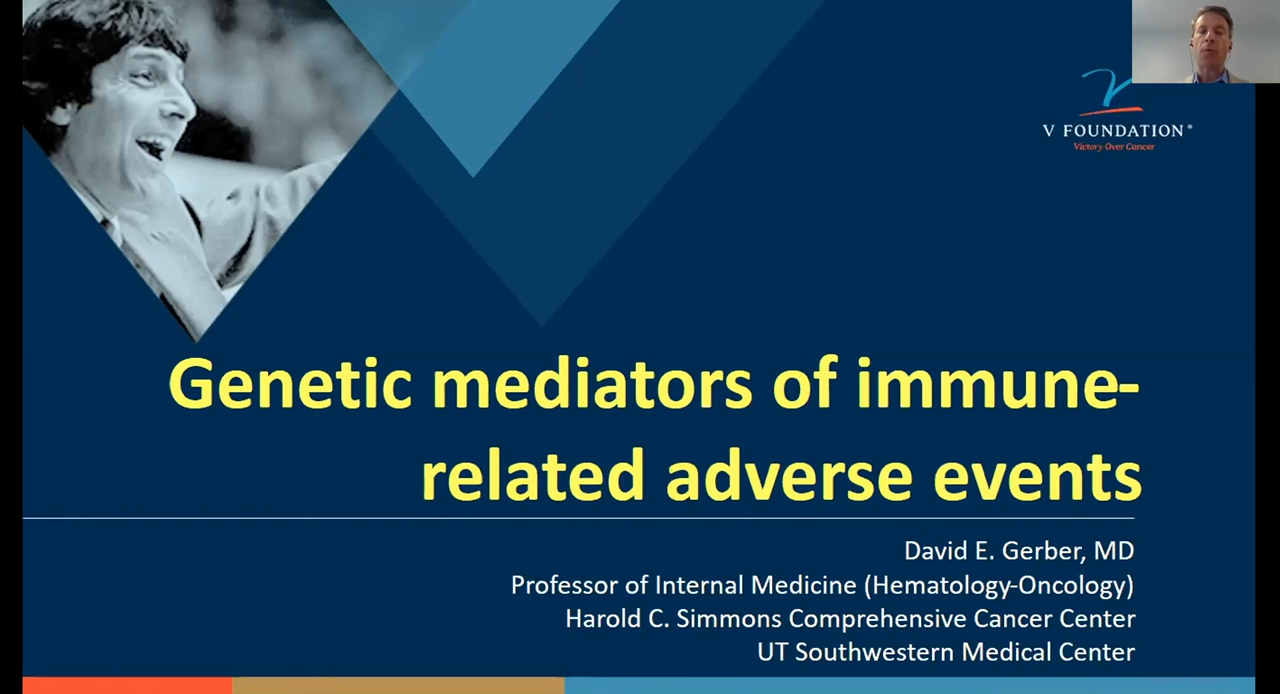 V FOUNDATION®
Victory Over Cancer
Genetic mediators of immune-
related adverse events
David E. Gerber, MD
Professor of Internal Medicine (Hematology-Oncology)
Harold C. Simmons Comprehensive Cancer Center
UT Southwestern Medical Center